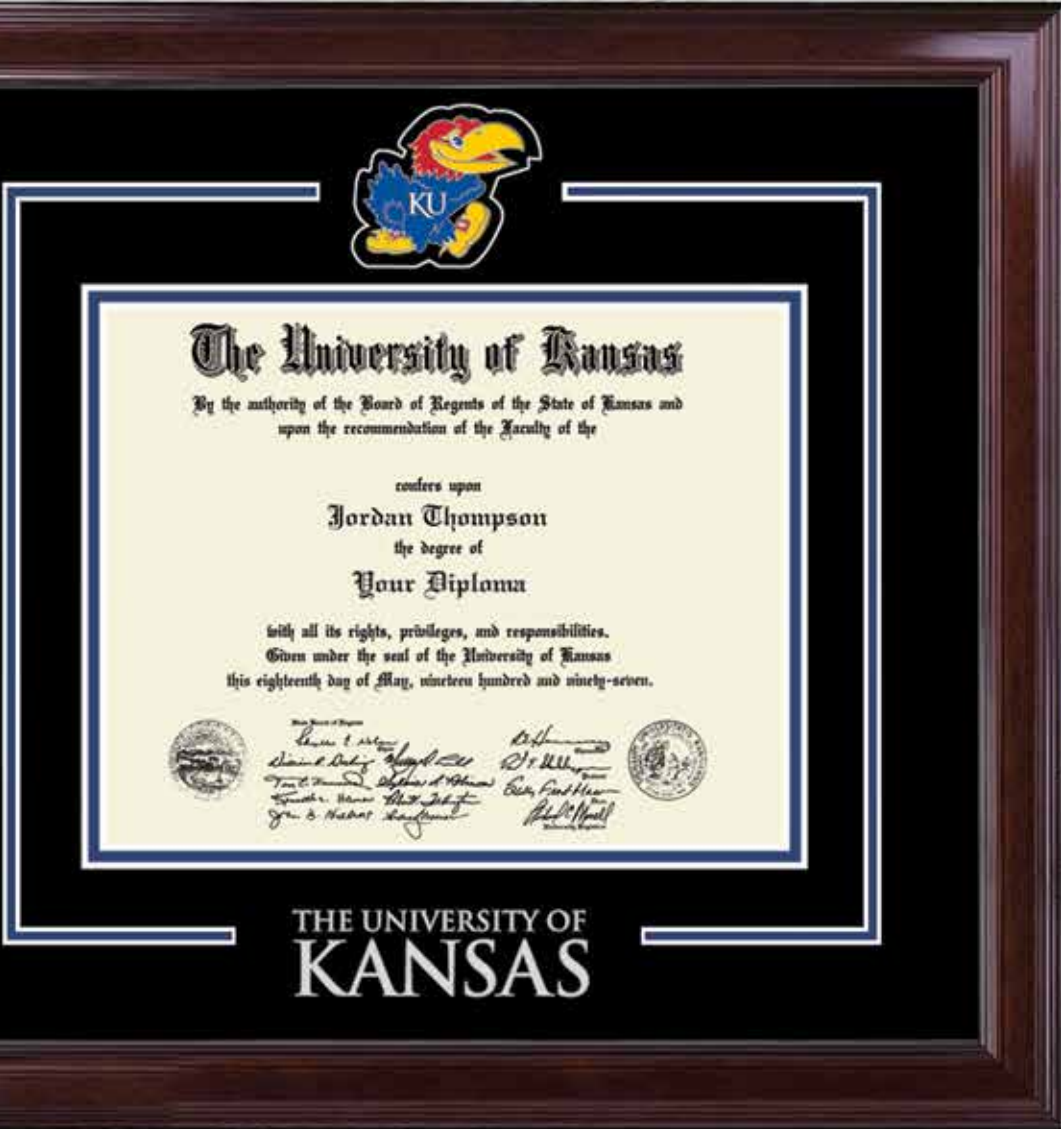 KU
The University of Kansas
By the authority of the Board of Regents of the State of Kansas and
upon the recommendation of the Faculty of the
confers upon
Jordan Thompson
the degree of
Your Diploma
with all its rights, privileges, and responsibilities.
Given under the seal of the University of Kansas
this eighteenth day of May, nineteen hundred and ninety-seven.
THE UNIVERSITY OF
KANSAS